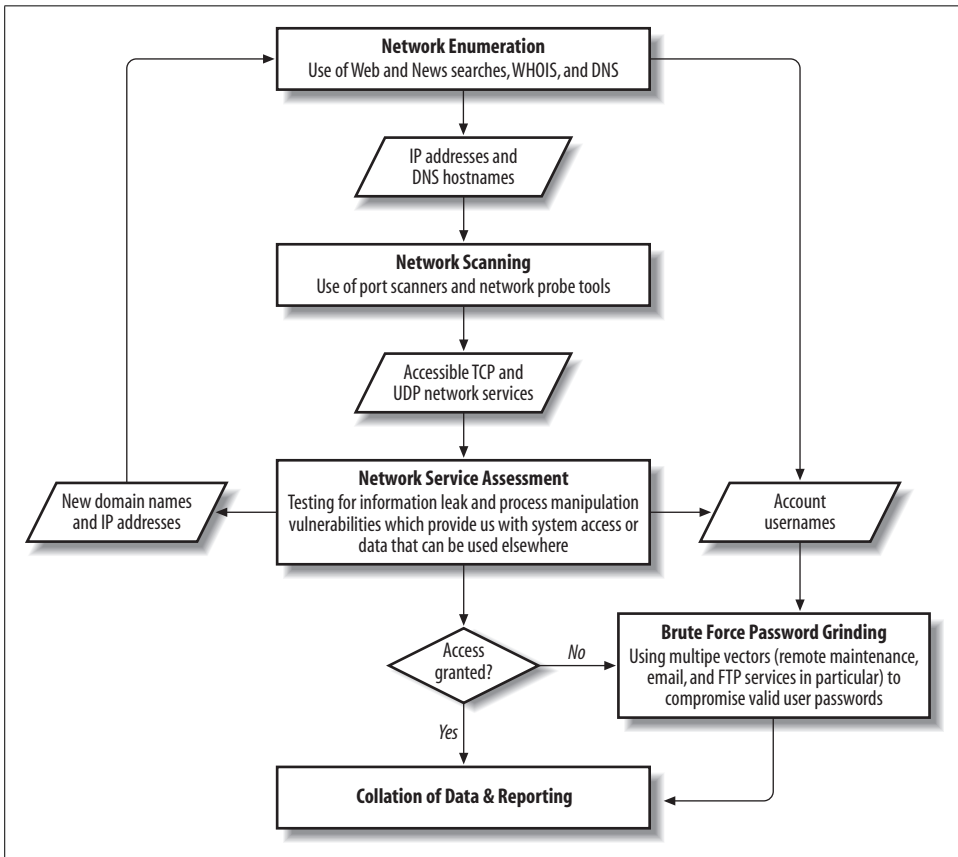 Network Enumeration
Use of Web and News searches, WHOIS, and DNS
IP addresses and
DNS hostnames
Network Scanning
Use of port scanners and network probe tools
Accessible TCP and
UDP network services
Network Service Assessment
Testing for information leak and process manipulation
vulnerabilities which provide us with system access or
data that can be used elsewhere
New domain names
and IP addresses
Account
usernames
Access
granted?
No
Yes
Brute Force Password Grinding
Using multipe vectors (remote maintenance,
email, and FTP services in particular) to
compromise valid user passwords
Collation of Data & Reporting